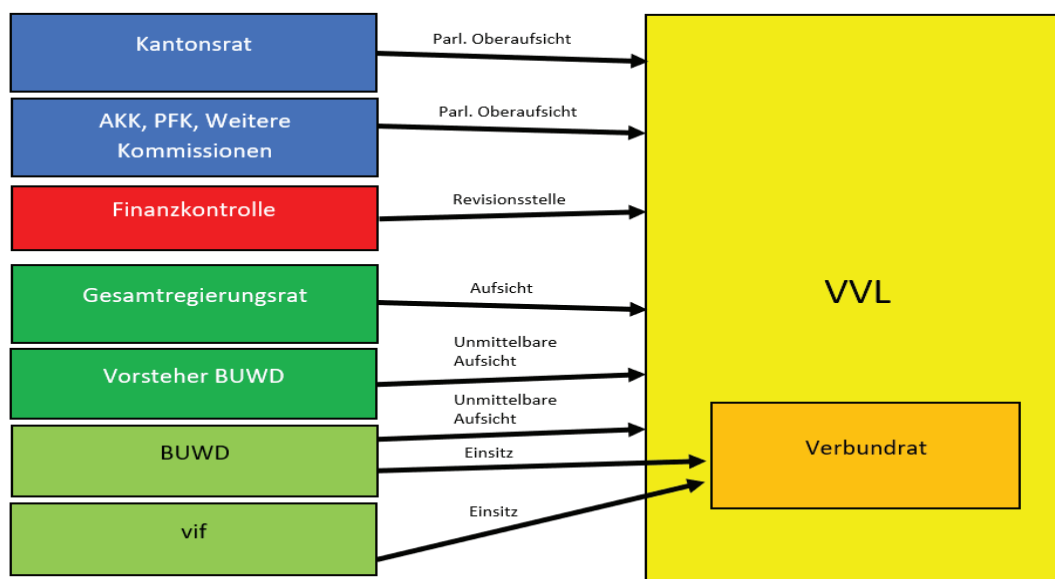 Kantonsrat
Parl. Oberaufsicht
AKK, PFK, Weitere
Kommissionen
Parl. Oberaufsicht
Finanzkontrolle
Revisionsstelle
Gesamtregierungsrat
Aufsicht
VVL
Vorsteher BUWD
Unmittelbare
Aufsicht
BUWD
Unmittelbare
Aufsicht
Einsitz
Verbundrat
vif
Einsitz